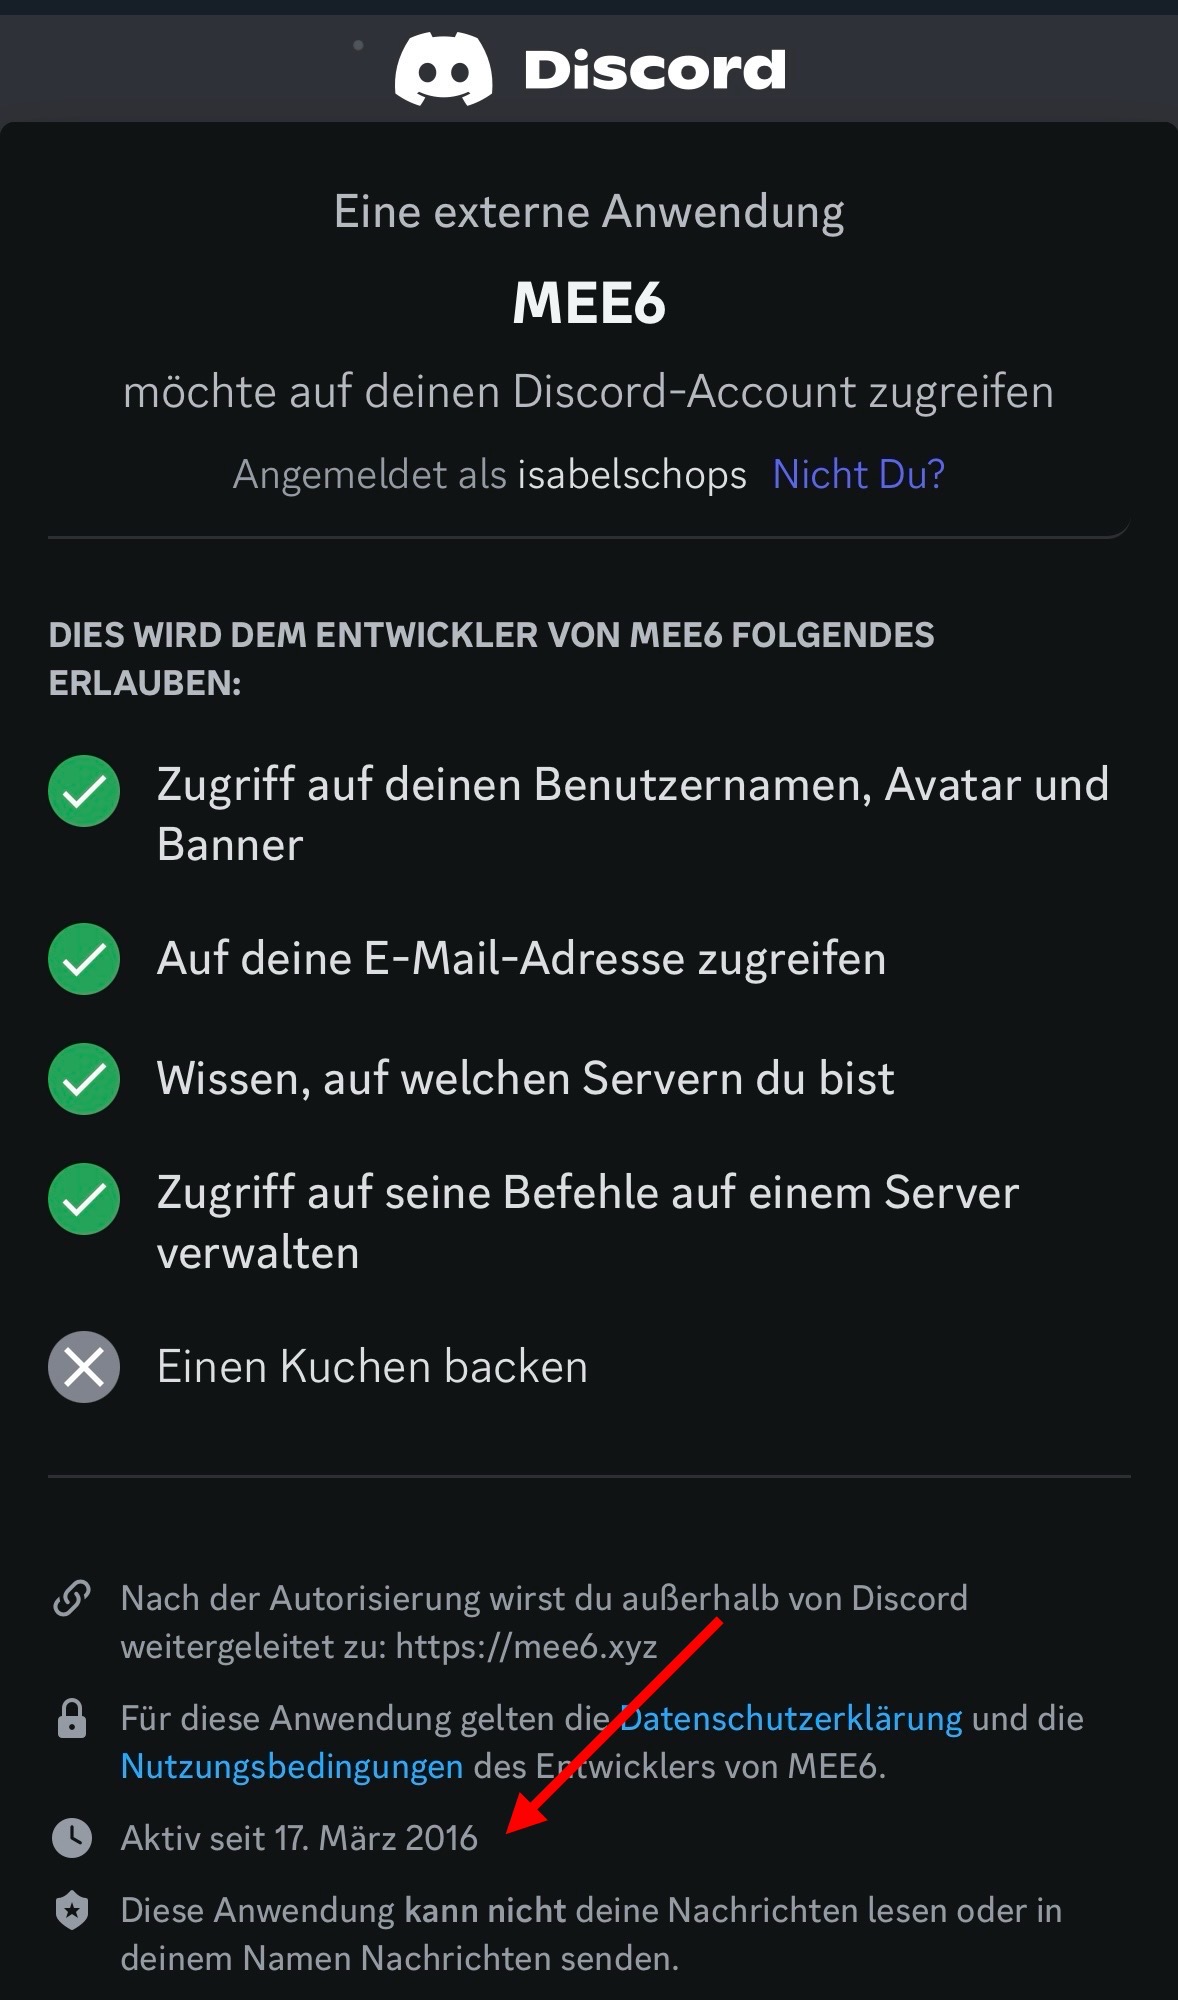 Discord
Eine externe Anwendung
MEE6
möchte auf deinen Discord-Account zugreifen
Angemeldet als isabelschops Nicht Du?
DIES WIRD DEM ENTWICKLER VON MEE6 FOLGENDES
ERLAUBEN:
Zugriff auf deinen Benutzernamen, Avatar und
Banner
Auf deine E-Mail-Adresse zugreifen
Wissen, auf welchen Servern du bist
Zugriff auf seine Befehle auf einem Server
verwalten
Einen Kuchen backen
Nach der Autorisierung wirst du außerhalb von Discord
weitergeleitet zu: https://mee6.xyz
Für diese Anwendung gelten die Datenschutzerklärung und die
Nutzungsbedingungen des Entwicklers von MEE6.
Aktiv seit 17. März 2016
Diese Anwendung kann nicht deine Nachrichten lesen oder in
deinem Namen Nachrichten senden.